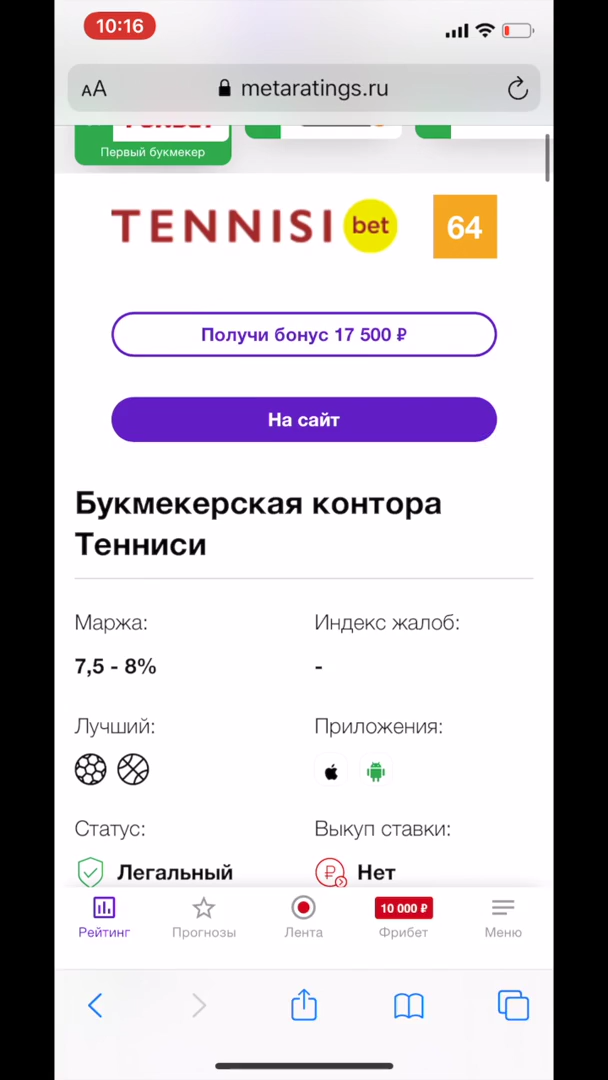 10:16
AA
metaratings.ru
Первый букмекер
TENNISI bet
64
Получи бонус 17 500 ₽
На сайт
Букмекерская контора
Тенниси
Маржа:
Индекс жалоб:
7,5 - 8%
-
Лучший:
Приложения:
Статус:
Выкуп ставки:
Легальный
Нет
10 000 ₽
Рейтинг
Прогнозы
Лента
Фрибет
Меню